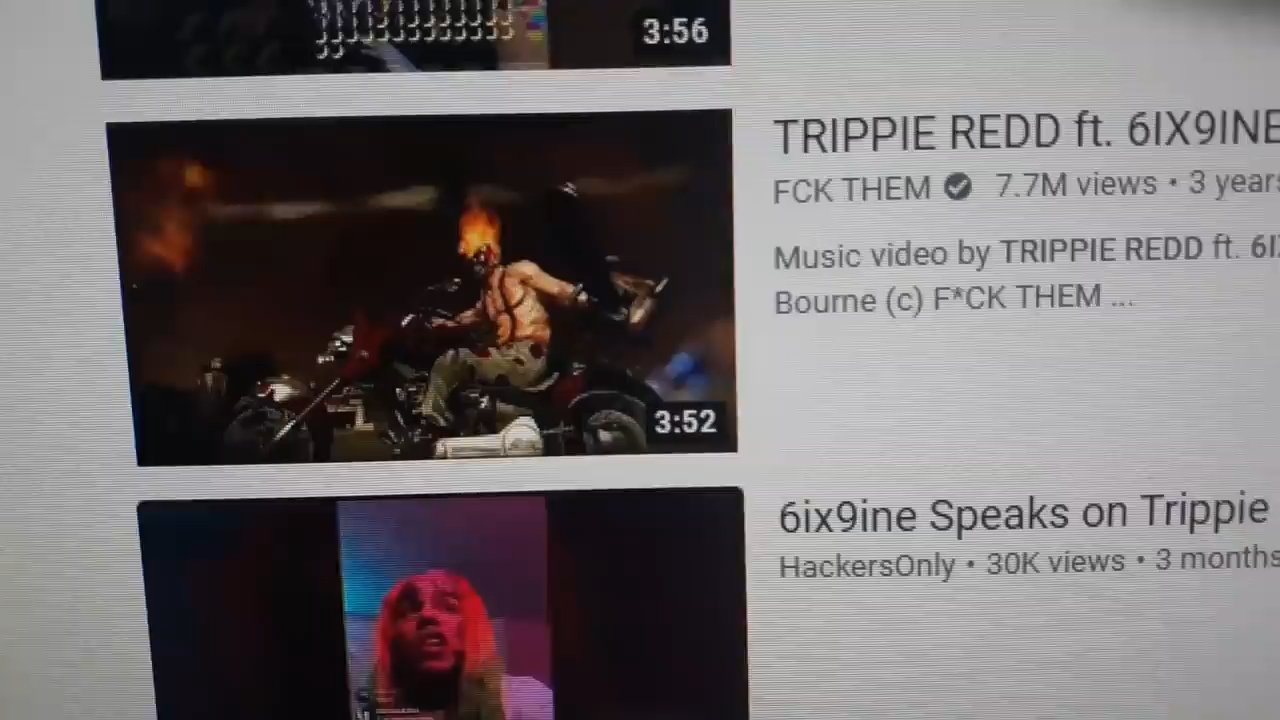 3:56
TRIPPIE REDD ft. 6IX9INE
FCK THEM 7.7M views • 3 years
Music video by TRIPPIE REDD ft. 6I
Bourne (c) F*CK THEM ...
3:52
6ix9ine Speaks on Trippie
HackersOnly • 30K views • 3 months